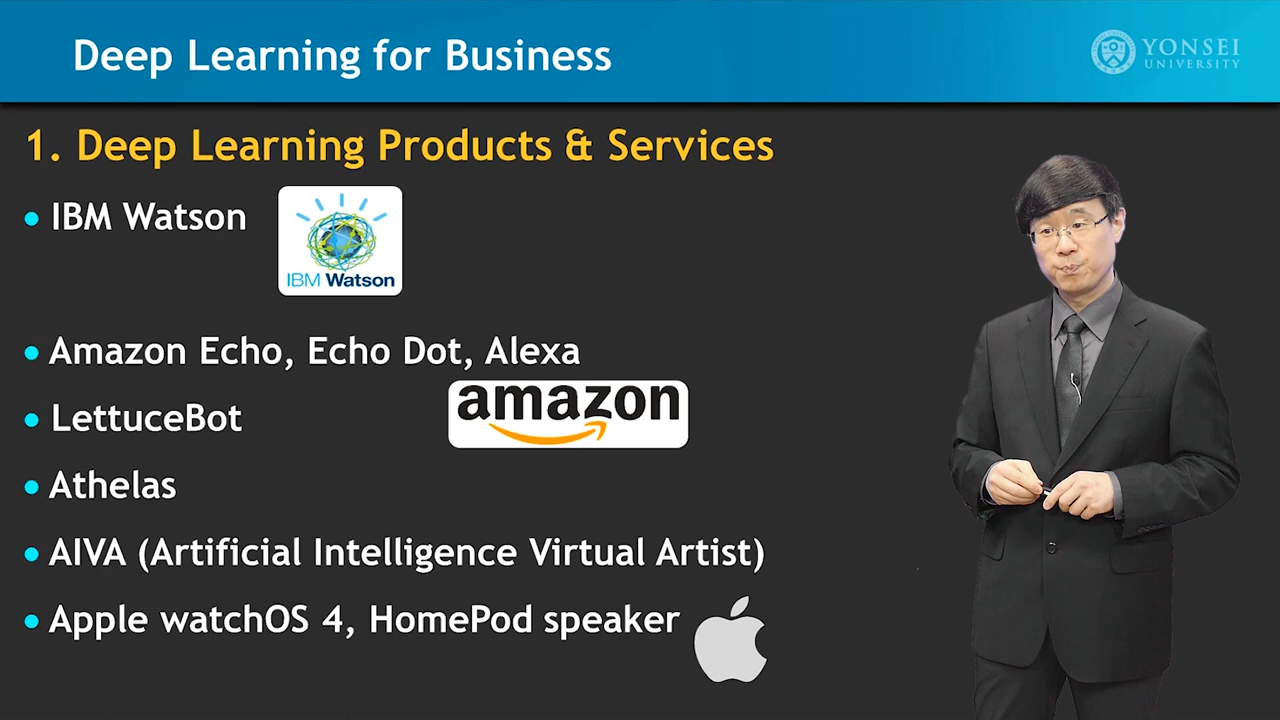 Deep Learning for Business
YONSEI
UNIVERSITY
1. Deep Learning Products & Services
• IBM Watson
IBM Watson
• Amazon Echo, Echo Dot, Alexa
amazon
• LettuceBot
• Athelas
• AIVA (Artificial Intelligence Virtual Artist)
• Apple watchOS 4, HomePod speaker